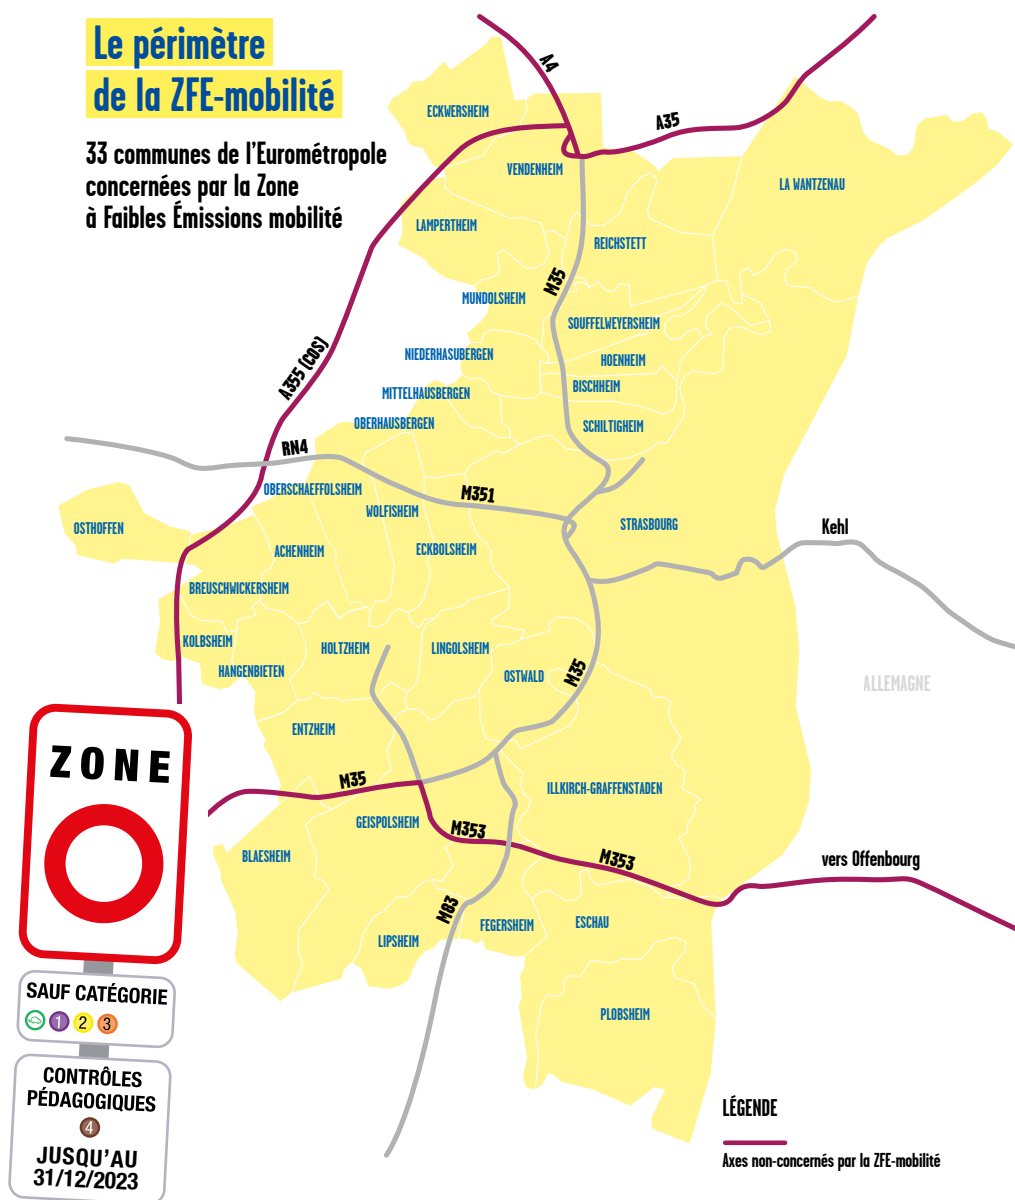 Le périmètre
de la ZFE-mobilité
33 communes de l'Eurométropole
concernées par la Zone
à Faibles Émissions mobilité
A4
ECKWERSHEIM
A35
VENDENHEIM
LA WANTZENAU
LAMPERTHEIM
REICHSTETT
M35
MUNDOLSHEIM
SOUFFELWEYERSHEIM
NIEDERHASUBERGEN
HOENHEIM
A355 (COS)
BISCHHEIM
MITTELHAUSBERGEN
OBERHAUSBERGEN
SCHILTIGHEIM
RN4
OBERSCHAEFFOLSHEIM
M351
WOLFISHEIM
STRASBOURG
OSTHOFFEN
Kehl
ACHENHEIM
ECKBOLSHEIM
BREUSCHWICKERSHEIM
KOLBSHEIM
HOLTZHEIM
LINGOLSHEIM
HANGENBIETEN
OSTWALD
M35
ALLEMAGNE
ENTZHEIM
M35
ILLKIRCH-GRAFFENSTADEN
GEISPOLSHEIM
M353
BLAESHEIM
M353
vers Offenbourg
M83
FEGERSHEIM
ESCHAU
LIPSHEIM
PLOBSHEIM
ZONE
SAUF CATÉGORIE
1 2 3
CONTRÔLES
PÉDAGOGIQUES
4
JUSQU'AU
31/12/2023
LÉGENDE
Axes non-concernés par la ZFE-mobilité